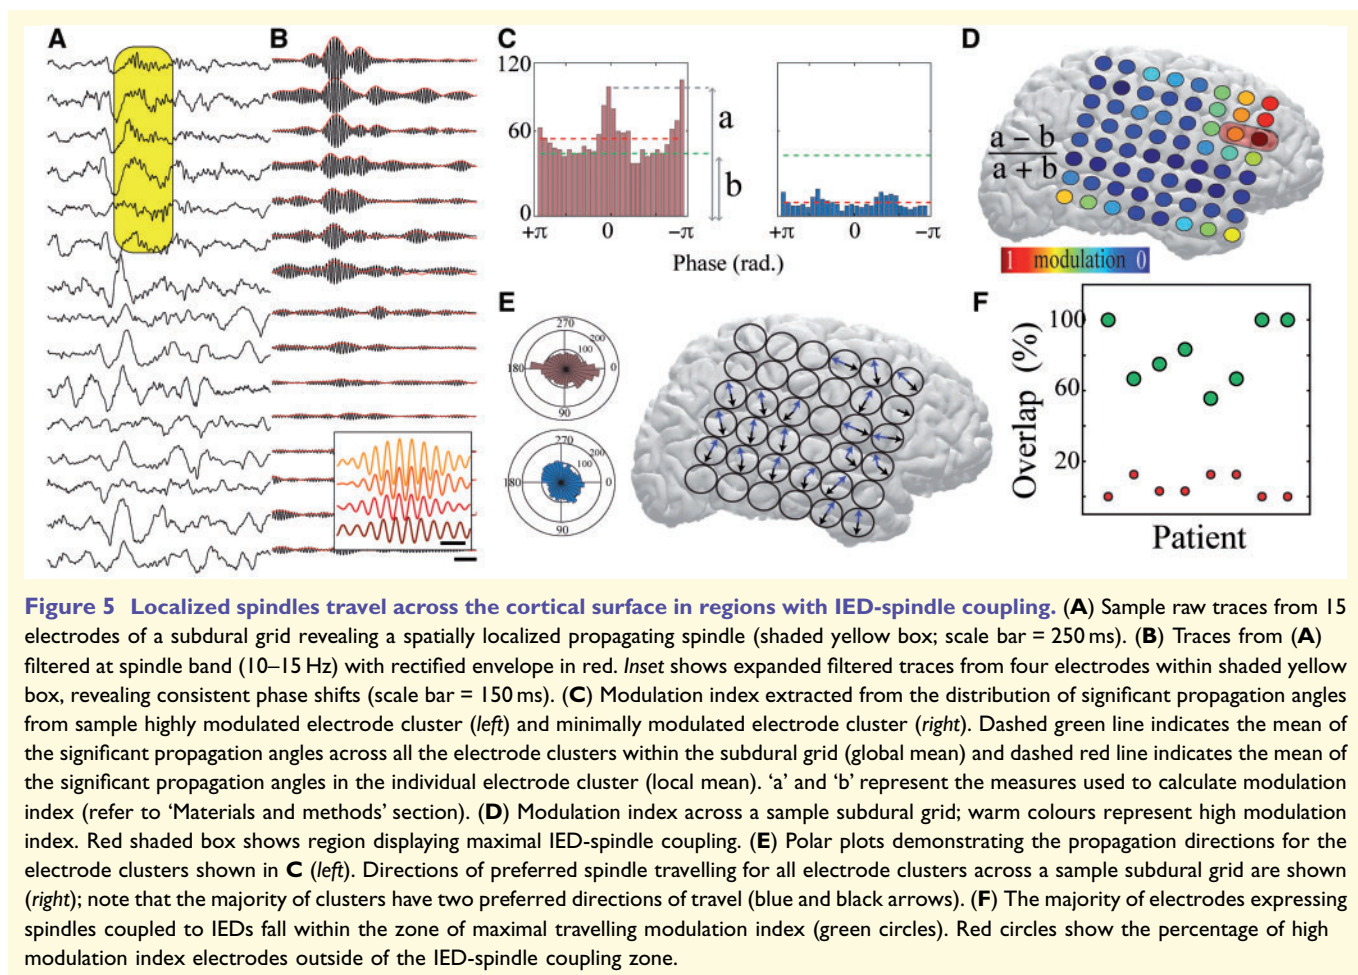 A
B
C
120
60
0
a
b
+π
0
−π
+π
0
−π
Phase (rad.)
D
a − b
a + b
1 modulation 0
E
270
200
100
180
0
90
270
200
100
180
0
90
F
100
60
20
Overlap (%)
Patient
Figure 5 Localized spindles travel across the cortical surface in regions with IED-spindle coupling. (A) Sample raw traces from 15
electrodes of a subdural grid revealing a spatially localized propagating spindle (shaded yellow box; scale bar = 250 ms). (B) Traces from (A)
filtered at spindle band (10–15 Hz) with rectified envelope in red. Inset shows expanded filtered traces from four electrodes within shaded yellow
box, revealing consistent phase shifts (scale bar = 150 ms). (C) Modulation index extracted from the distribution of significant propagation angles
from sample highly modulated electrode cluster (left) and minimally modulated electrode cluster (right). Dashed green line indicates the mean of
the significant propagation angles across all the electrode clusters within the subdural grid (global mean) and dashed red line indicates the mean of
the significant propagation angles in the individual electrode cluster (local mean). ‘a’ and ‘b’ represent the measures used to calculate modulation
index (refer to ‘Materials and methods’ section). (D) Modulation index across a sample subdural grid; warm colours represent high modulation
index. Red shaded box shows region displaying maximal IED-spindle coupling. (E) Polar plots demonstrating the propagation directions for the
electrode clusters shown in C (left). Directions of preferred spindle travelling for all electrode clusters across a sample subdural grid are shown
(right); note that the majority of clusters have two preferred directions of travel (blue and black arrows). (F) The majority of electrodes expressing
spindles coupled to IEDs fall within the zone of maximal travelling modulation index (green circles). Red circles show the percentage of high
modulation index electrodes outside of the IED-spindle coupling zone.